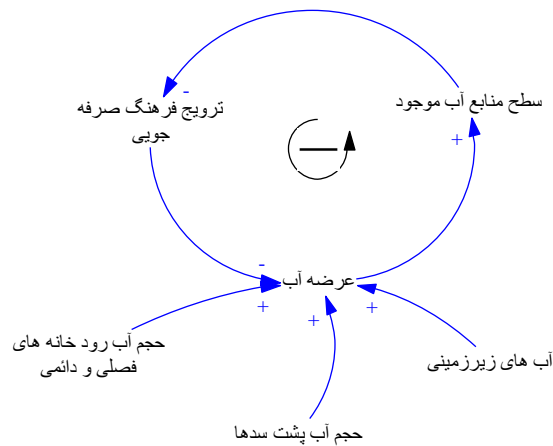 سطح منابع آب موجود
-
ترویج فرهنگ صرفه
جویی
+
-
عرضه آب
+
+
+
حجم آب رود خانه های
فصلی و دائمی
آب های زیرزمینی
حجم آب پشت سدها